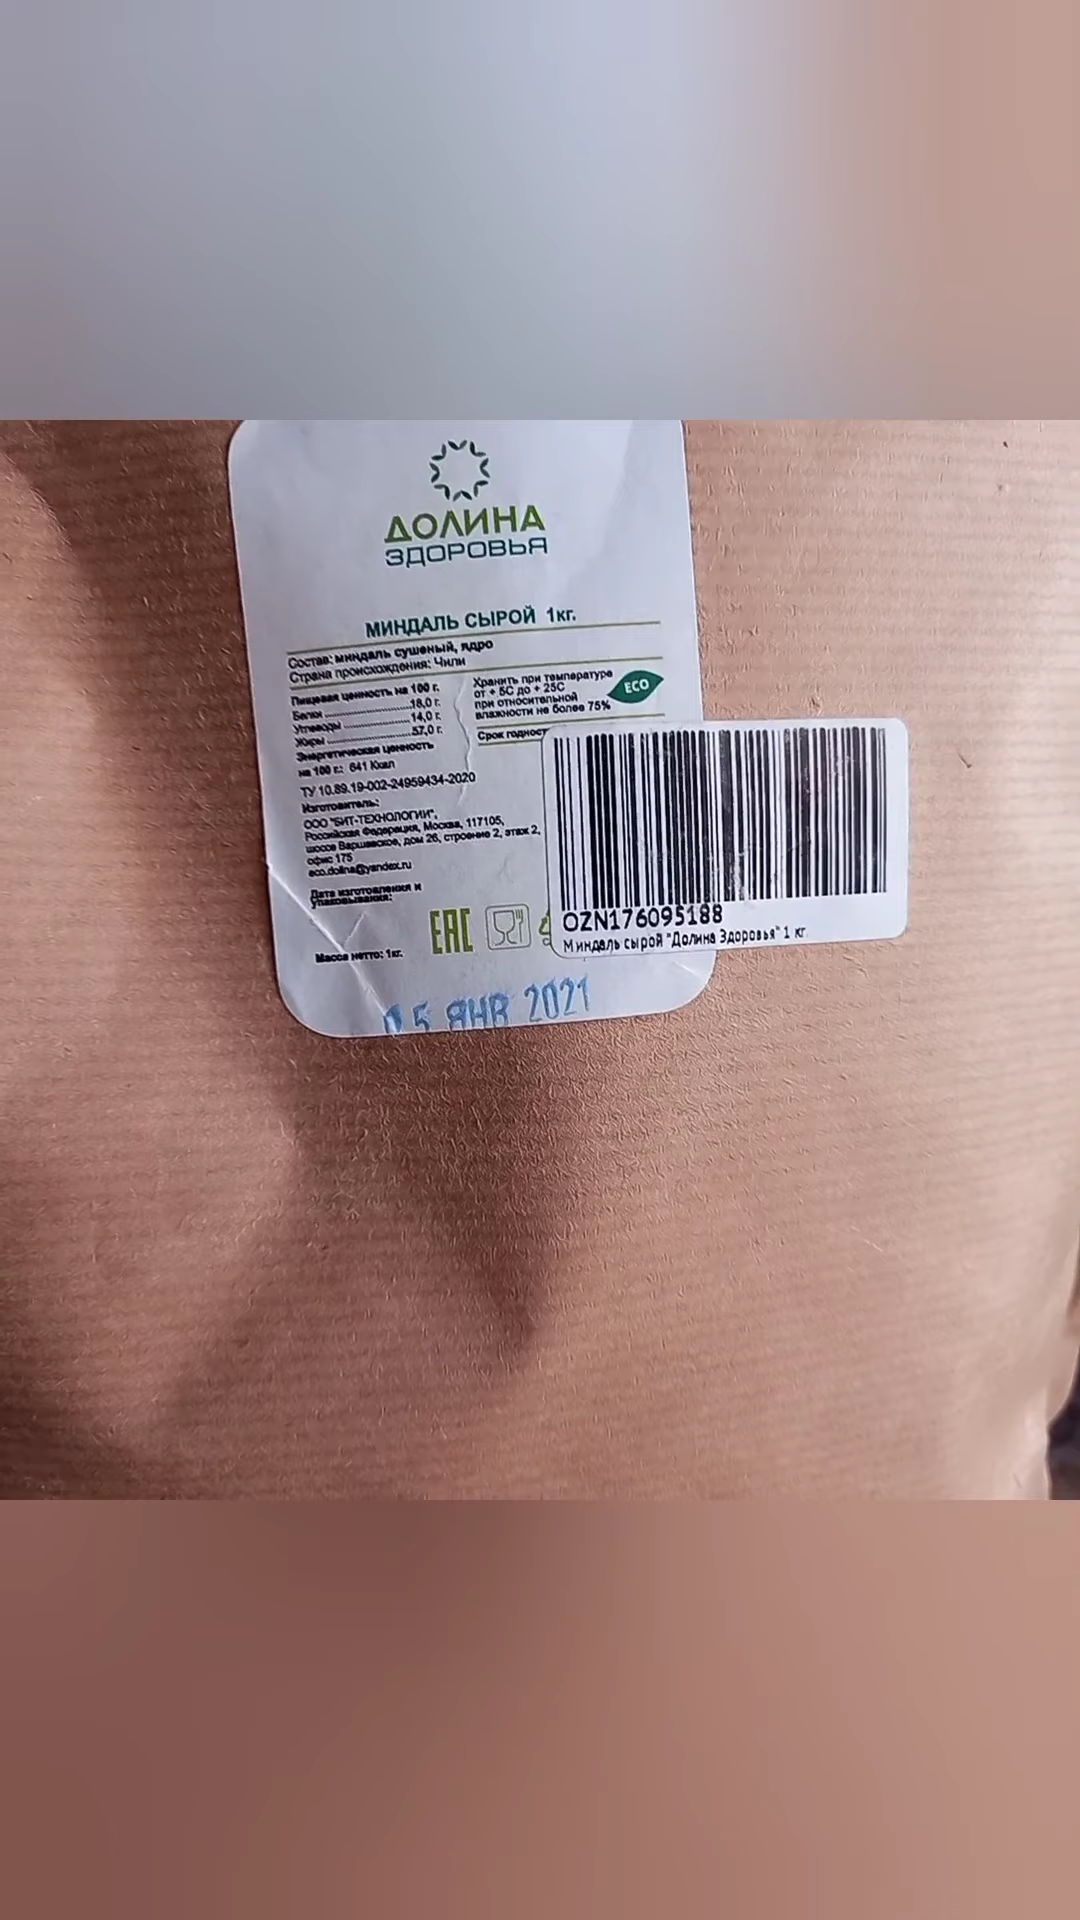 ДОЛИНА
ЗДОРОВЬЯ
МИНДАЛЬ СЫРОЙ 1кг.
Состав: миндаль сушеный, ядро
Страна происхождения: Чили
Пищевая ценность на 100 г.
Белки ..........................18,0 г.
Углеводы ....................14,0 г.
Жиры ..........................57,0 г.
Энергетическая ценность
на 100 г.: 641 Ккал
Хранить при температуре
от + 5С до + 25С
при относительной
влажности не более 75%
ECO
Срок годност
ТУ 10.89.19-002-24959434-2020
Изготовитель:
ООО "БИТ-ТЕХНОЛОГИИ",
Российская Федерация, Москва, 117105,
шоссе Варшавское, дом 26, строение 2, этаж 2,
офис 175
eco.dolina@yandex.ru
Дата изготовления и
упаковывания:
EAC
Масса нетто: 1кг.
05 ЯНВ 2021
OZN176095188
Миндаль сырой "Долина Здоровья" 1 кг.